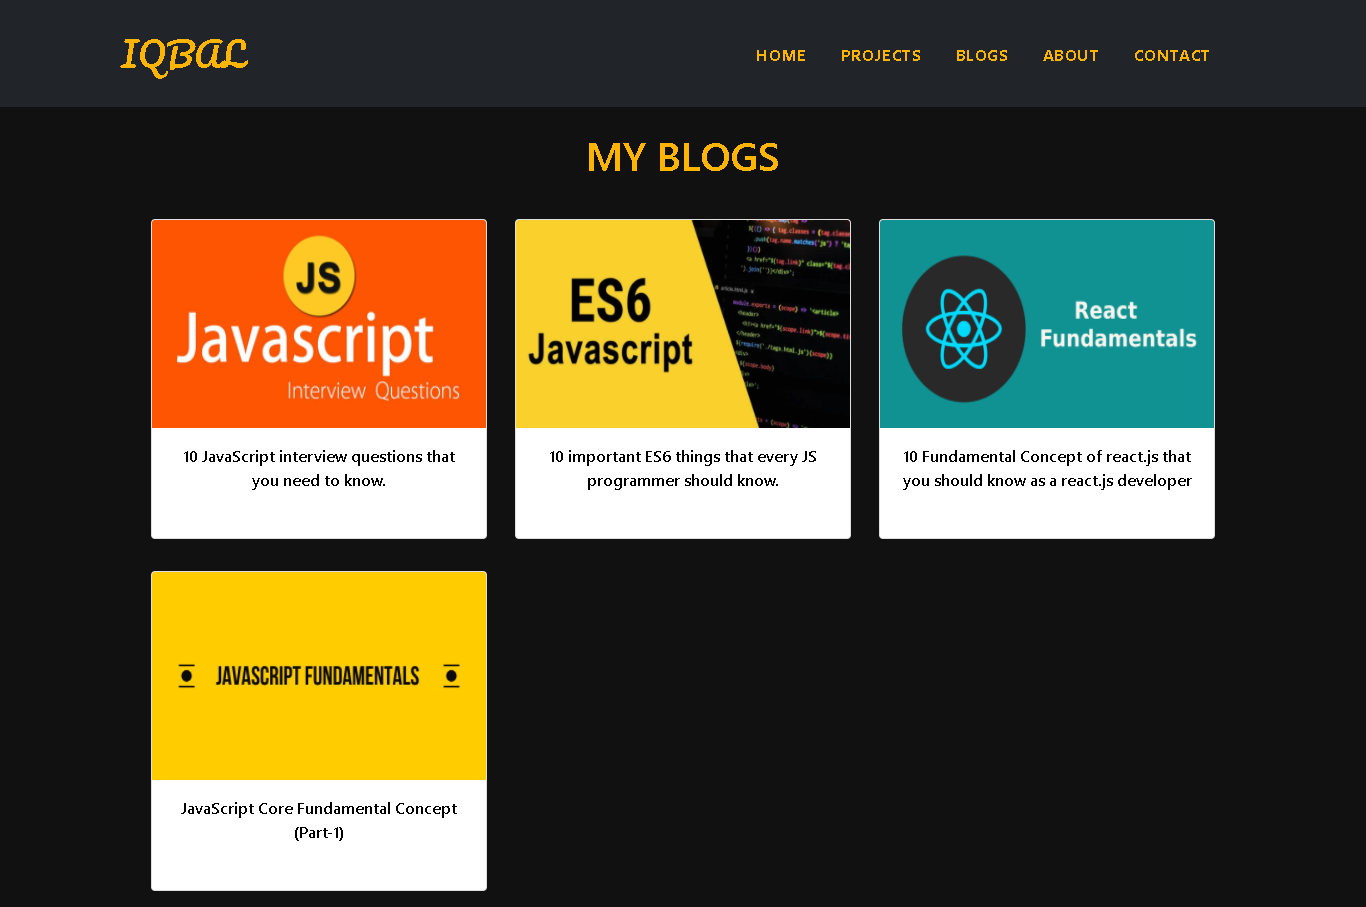 IQBAL
HOME PROJECTS BLOGS ABOUT CONTACT
MY BLOGS
JS
Javascript
Interview Questions
10 JavaScript interview questions that
you need to know.
ES6
Javascript
10 important ES6 things that every JS
programmer should know.
React
Fundamentals
10 Fundamental Concept of react.js that
you should know as a react.js developer
JAVASCRIPT FUNDAMENTALS
JavaScript Core Fundamental Concept
(Part-1)